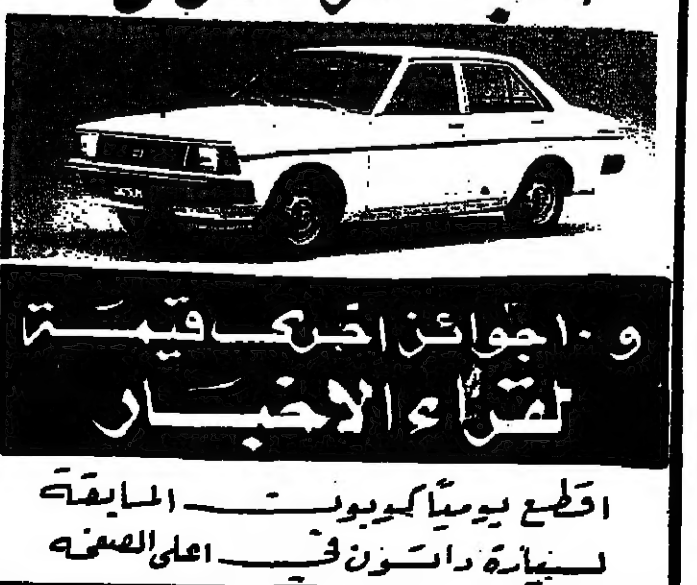 و ١٠ جوائز اخرى قيمة
لقراء الاخبار
اقطع يومياً كوبون المسابقة
لسيارة داتسون في اعلى الصفحة